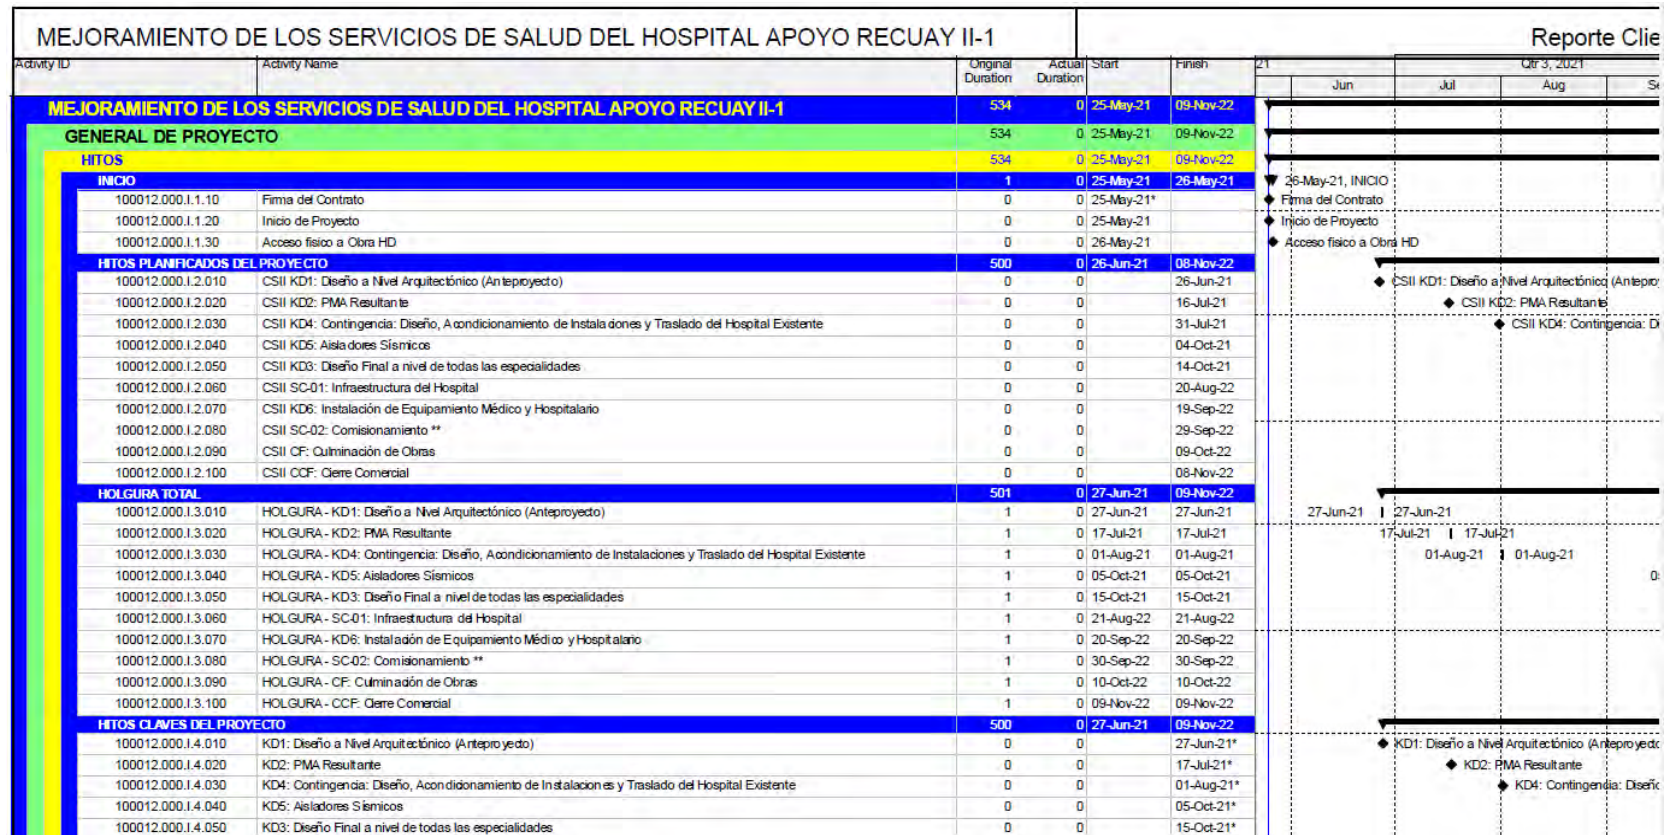 MEJORAMIENTO DE LOS SERVICIOS DE SALUD DEL HOSPITAL APOYO RECUAY II-1 Reporte Clie
Activity ID Activity Name Original Duration Actual Duration Start Finish 21 Qtr 3, 2021
Jun Jul Aug Se
MEJORAMIENTO DE LOS SERVICIOS DE SALUD DEL HOSPITAL APOYO RECUAY II-1 534 0 25-May-21 09-Nov-22
GENERAL DE PROYECTO 534 0 25-May-21 09-Nov-22
HITOS 534 0 25-May-21 09-Nov-22
INICIO 1 0 25-May-21 26-May-21 26-May-21, INICIO
100012.000.I.1.10 Firma del Contrato 0 0 25-May-21* Firma del Contrato
100012.000.I.1.20 Inicio de Proyecto 0 0 25-May-21 Inicio de Proyecto
100012.000.I.1.30 Acceso fisico a Obra HD 0 0 26-May-21 Acceso fisico a Obra HD
HITOS PLANIFICADOS DEL PROYECTO 500 0 26-Jun-21 08-Nov-22
100012.000.I.2.010 CSII KD1: Diseño a Nivel Arquitectónico (Anteproyecto) 0 0 26-Jun-21 CSII KD1: Diseño a Nivel Arquitectónico (Antepro
100012.000.I.2.020 CSII KD2: PMA Resultante 0 0 16-Jul-21 CSII KD2: PMA Resultante
100012.000.I.2.030 CSII KD4: Contingencia: Diseño, Acondicionamiento de Instalaciones y Traslado del Hospital Existente 0 0 31-Jul-21 CSII KD4: Contingencia: Di
100012.000.I.2.040 CSII KD5: Aisladores Sísmicos 0 0 04-Oct-21
100012.000.I.2.050 CSII KD3: Diseño Final a nivel de todas las especialidades 0 0 14-Oct-21
100012.000.I.2.060 CSII SC-01: Infraestructura del Hospital 0 0 20-Aug-22
100012.000.I.2.070 CSII KD6: Instalación de Equipamiento Médico y Hospitalario 0 0 19-Sep-22
100012.000.I.2.080 CSII SC-02: Comisionamiento ** 0 0 29-Sep-22
100012.000.I.2.090 CSII CF: Culminación de Obras 0 0 09-Oct-22
100012.000.I.2.100 CSII CCF: Cierre Comercial 0 0 08-Nov-22
HOLGURA TOTAL 501 0 27-Jun-21 09-Nov-22
100012.000.I.3.010 HOLGURA - KD1: Diseño a Nivel Arquitectónico (Anteproyecto) 1 0 27-Jun-21 27-Jun-21 27-Jun-21 27-Jun-21
100012.000.I.3.020 HOLGURA - KD2: PMA Resultante 1 0 17-Jul-21 17-Jul-21 17-Jul-21 17-Jul-21
100012.000.I.3.030 HOLGURA - KD4: Contingencia: Diseño, Acondicionamiento de Instalaciones y Traslado del Hospital Existente 1 0 01-Aug-21 01-Aug-21 01-Aug-21 01-Aug-21
100012.000.I.3.040 HOLGURA - KD5: Aisladores Sísmicos 1 0 05-Oct-21 05-Oct-21 0
100012.000.I.3.050 HOLGURA - KD3: Diseño Final a nivel de todas las especialidades 1 0 15-Oct-21 15-Oct-21
100012.000.I.3.060 HOLGURA - SC-01: Infraestructura del Hospital 1 0 21-Aug-22 21-Aug-22
100012.000.I.3.070 HOLGURA - KD6: Instalación de Equipamiento Médico y Hospitalario 1 0 20-Sep-22 20-Sep-22
100012.000.I.3.080 HOLGURA - SC-02: Comisionamiento ** 1 0 30-Sep-22 30-Sep-22
100012.000.I.3.090 HOLGURA - CF: Culminación de Obras 1 0 10-Oct-22 10-Oct-22
100012.000.I.3.100 HOLGURA - CCF: Cierre Comercial 1 0 09-Nov-22 09-Nov-22
HITOS CLAVES DEL PROYECTO 500 0 27-Jun-21 09-Nov-22
100012.000.I.4.010 KD1: Diseño a Nivel Arquitectónico (Anteproyecto) 0 0 27-Jun-21* KD1: Diseño a Nivel Arquitectónico (Anteproyecto
100012.000.I.4.020 KD2: PMA Resultante 0 0 17-Jul-21* KD2: PMA Resultante
100012.000.I.4.030 KD4: Contingencia: Diseño, Acondicionamiento de Instalaciones y Traslado del Hospital Existente 0 0 01-Aug-21* KD4: Contingencia: Diseño
100012.000.I.4.040 KD5: Aisladores Sísmicos 0 0 05-Oct-21*
100012.000.I.4.050 KD3: Diseño Final a nivel de todas las especialidades 0 0 15-Oct-21*